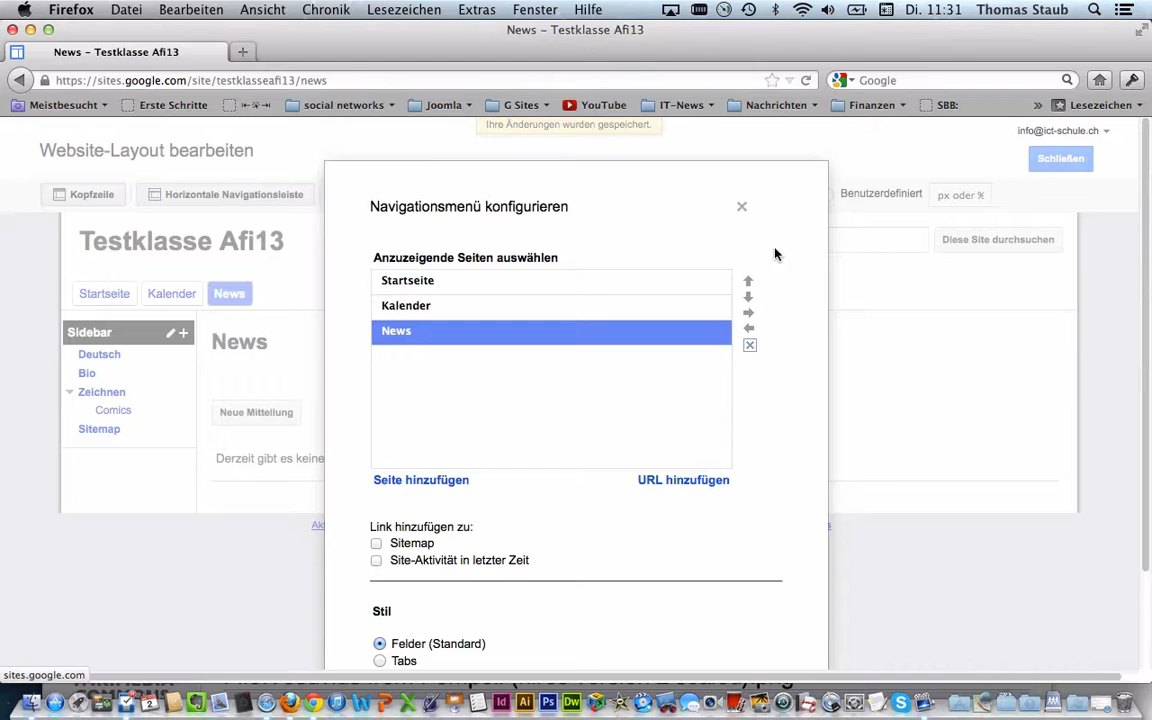 Firefox Datei Bearbeiten Ansicht Chronik Lesezeichen Extras Fenster Hilfe Di. 11:31 Thomas Staub
News – Testklasse Afi13
News – Testklasse Afi13
https://sites.google.com/site/testklasseafi13/news Google
Meistbesucht Erste Schritte social networks Joomla G Sites YouTube IT-News Nachrichten Finanzen SBB: » Lesezeichen
Ihre Änderungen wurden gespeichert.
info@ict-schule.ch
Website-Layout bearbeiten
Schließen
Kopfzeile Horizontale Navigationsleiste Benutzerdefiniert px oder %
Navigationsmenü konfigurieren
Testklasse Afi13
Diese Site durchsuchen
Anzuzeigende Seiten auswählen
Startseite
Kalender
News
Startseite Kalender News
Sidebar
Deutsch
Bio
Zeichnen
Comics
Sitemap
News
Neue Mitteilung
Derzeit gibt es keine
Seite hinzufügen URL hinzufügen
Link hinzufügen zu:
Sitemap
Site-Aktivität in letzter Zeit
Stil
Felder (Standard)
Tabs
sites.google.com